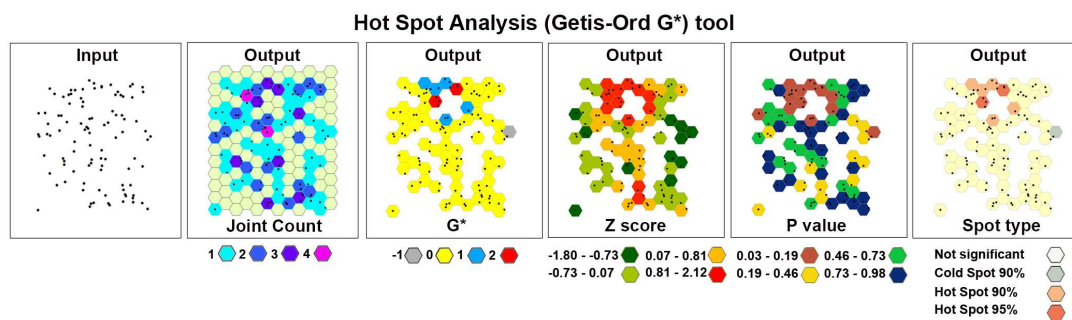 Hot Spot Analysis (Getis-Ord G*) tool
Input
Output
Output
Output
Output
Output
Joint Count
G*
Z score
P value
Spot type
1 2 3 4
-1 0 1 2
-1.80 - -0.73 0.07 - 0.81
-0.73 - 0.07 0.81 - 2.12
0.03 - 0.19 0.46 - 0.73
0.19 - 0.46 0.73 - 0.98
Not significant
Cold Spot 90%
Hot Spot 90%
Hot Spot 95%